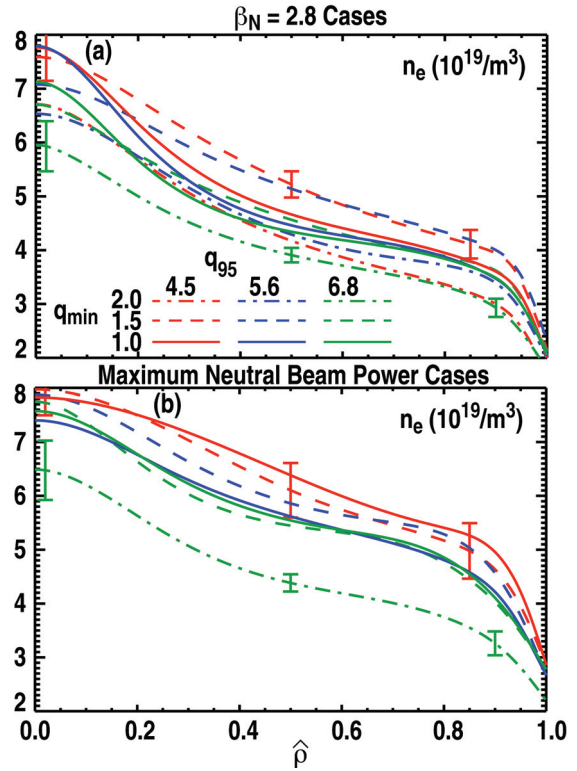 β_N = 2.8 Cases
8
(a)
n_e (10^19/m^3)
7
6
5
4
q_95
4.5 5.6 6.8
3
2.0
q_min 1.5
1.0
2
Maximum Neutral Beam Power Cases
8
(b)
n_e (10^19/m^3)
7
6
5
4
3
2
0.0 0.2 0.4 0.6 0.8 1.0
ρ̂